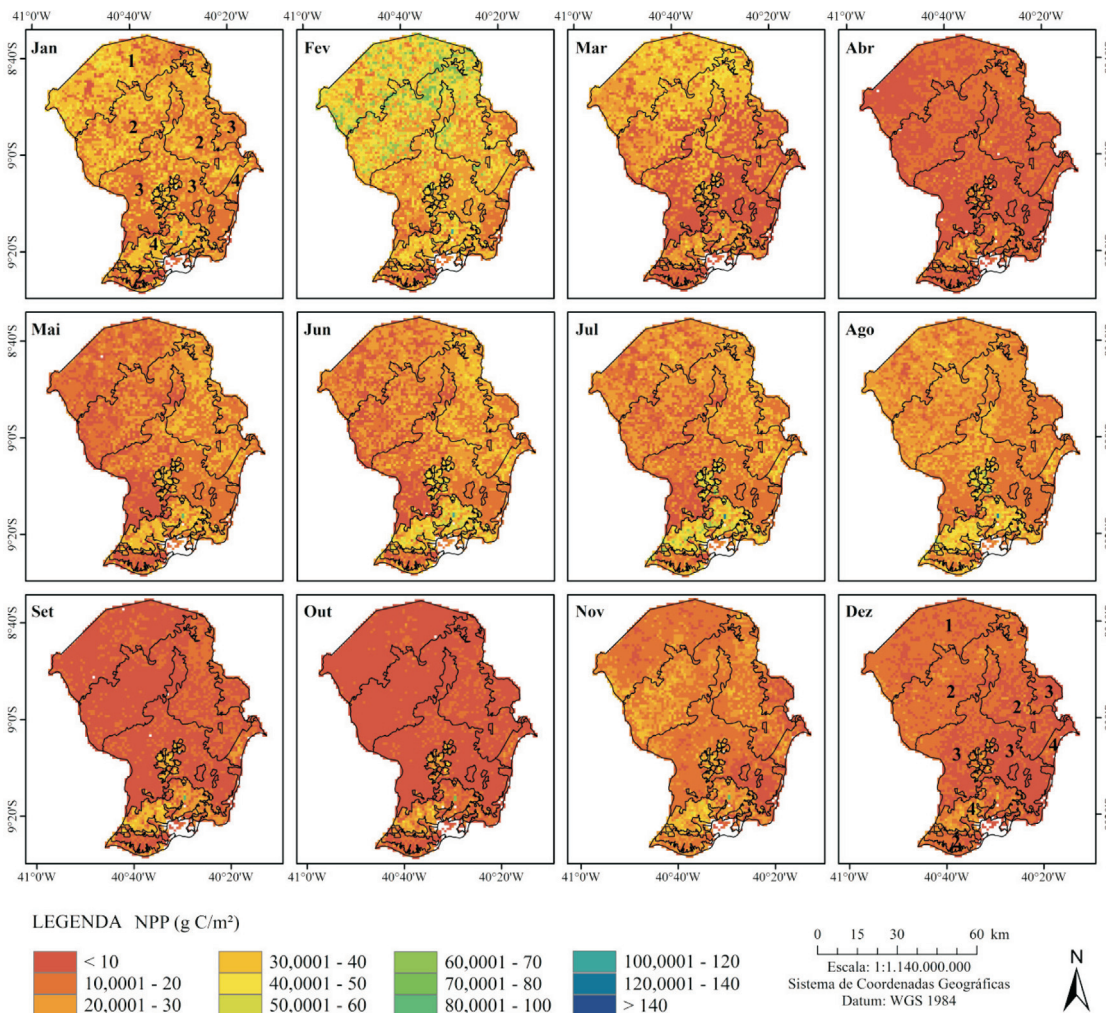 41°0'W 40°40'W 40°20'W 41°0'W 40°40'W 40°20'W 41°0'W 40°40'W 40°20'W 41°0'W 40°40'W 40°20'W
Jan Fev Mar Abr
8°40'S
1
2 3
2
9°0'S
3 3 4
9°20'S
4
2
Mai Jun Jul Ago
8°40'S
9°0'S
9°20'S
Set Out Nov Dez
8°40'S
1
2 3
2
9°0'S
3 3 4
9°20'S
4
2
41°0'W 40°40'W 40°20'W 41°0'W 40°40'W 40°20'W 41°0'W 40°40'W 40°20'W 41°0'W 40°40'W 40°20'W
LEGENDA NPP (g C/m²)
< 10 30,0001 - 40 60,0001 - 70 100,0001 - 120
10,0001 - 20 40,0001 - 50 70,0001 - 80 120,0001 - 140
20,0001 - 30 50,0001 - 60 80,0001 - 100 > 140
0 15 30 60 km
Escala: 1:1.140.000.000
Sistema de Coordenadas Geográficas
Datum: WGS 1984
N